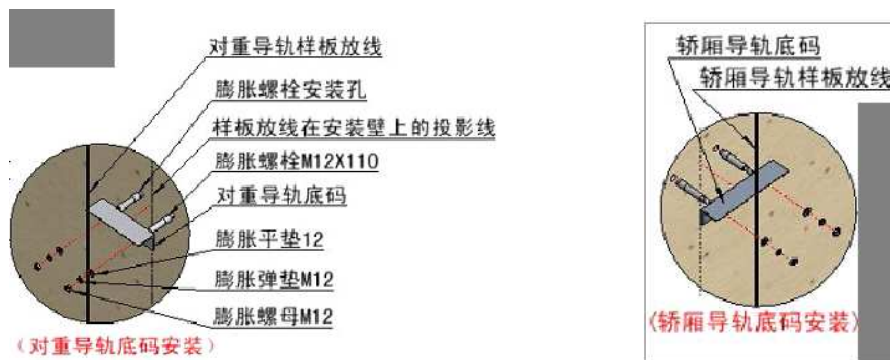 对重导轨样板放线
膨胀螺栓安装孔
样板放线在安装壁上的投影线
膨胀螺栓M12X110
对重导轨底码
膨胀平垫12
膨胀弹垫M12
膨胀螺母M12
(对重导轨底码安装)
轿厢导轨底码
轿厢导轨样板放线
(轿厢导轨底码安装)